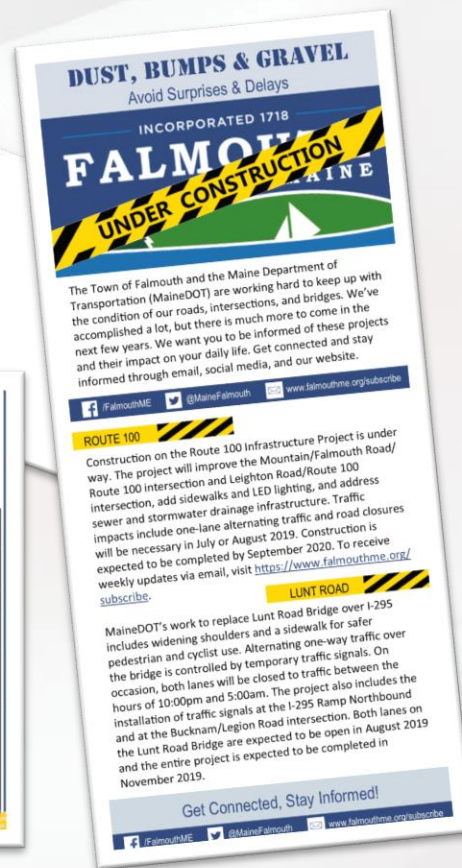 DUST, BUMPS & GRAVEL
Avoid Surprises & Delays
INCORPORATED 1718
FALMOUTH
MAINE
UNDER CONSTRUCTION
The Town of Falmouth and the Maine Department of
Transportation (MaineDOT) are working hard to keep up with
the condition of our roads, intersections, and bridges. We’ve
accomplished a lot, but there is much more to come in the
next few years. We want you to be informed of these projects
and their impact on your daily life. Get connected and stay
informed through email, social media, and our website.
/FalmouthME @MaineFalmouth www.falmouthme.org/subscribe
ROUTE 100
Construction on the Route 100 Infrastructure Project is under
way. The project will improve the Mountain/Falmouth Road/
Route 100 intersection and Leighton Road/Route 100
intersection, add sidewalks and LED lighting, and address
sewer and stormwater drainage infrastructure. Traffic
impacts include one-lane alternating traffic and road closures
will be necessary in July or August 2019. Construction is
expected to be completed by September 2020. To receive
weekly updates via email, visit https://www.falmouthme.org/
subscribe.
LUNT ROAD
MaineDOT’s work to replace Lunt Road Bridge over I-295
includes widening shoulders and a sidewalk for safer
pedestrian and cyclist use. Alternating one-way traffic over
the bridge is controlled by temporary traffic signals. On
occasion, both lanes will be closed to traffic between the
hours of 10:00pm and 5:00am. The project also includes the
installation of traffic signals at the I-295 Ramp Northbound
and at the Bucknam/Legion Road intersection. Both lanes on
the Lunt Road Bridge are expected to be open in August 2019
and the entire project is expected to be completed in
November 2019.
Get Connected, Stay Informed!
/FalmouthME @MaineFalmouth www.falmouthme.org/subscribe